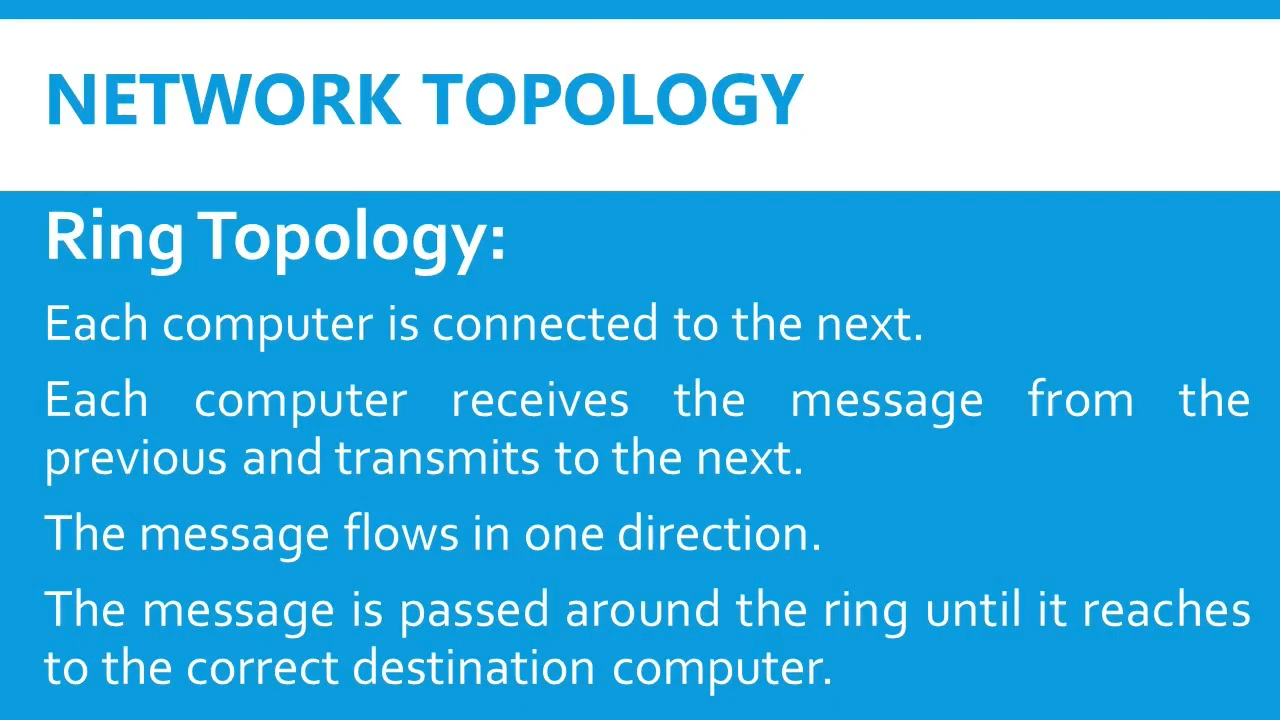 NETWORK TOPOLOGY
Ring Topology:
Each computer is connected to the next.
Each computer receives the message from the
previous and transmits to the next.
The message flows in one direction.
The message is passed around the ring until it reaches
to the correct destination computer.